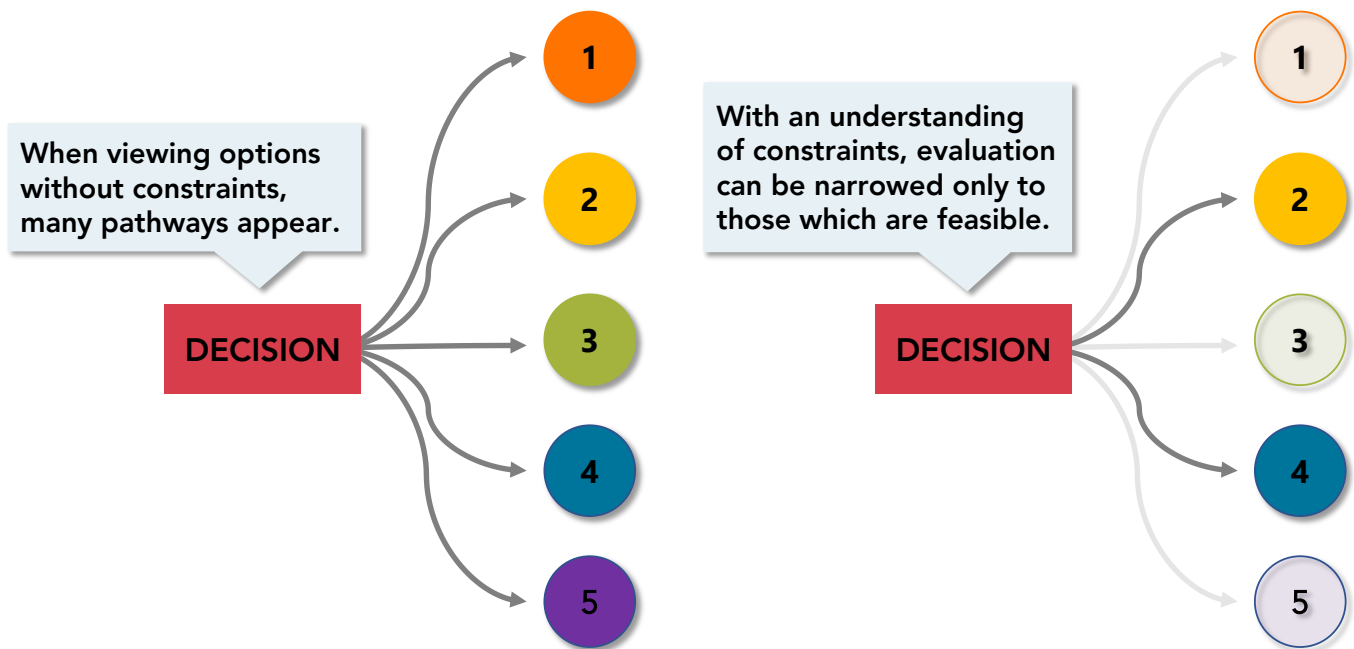 When viewing options
without constraints,
many pathways appear.
DECISION
1
2
3
4
5
With an understanding
of constraints, evaluation
can be narrowed only to
those which are feasible.
DECISION
1
2
3
4
5